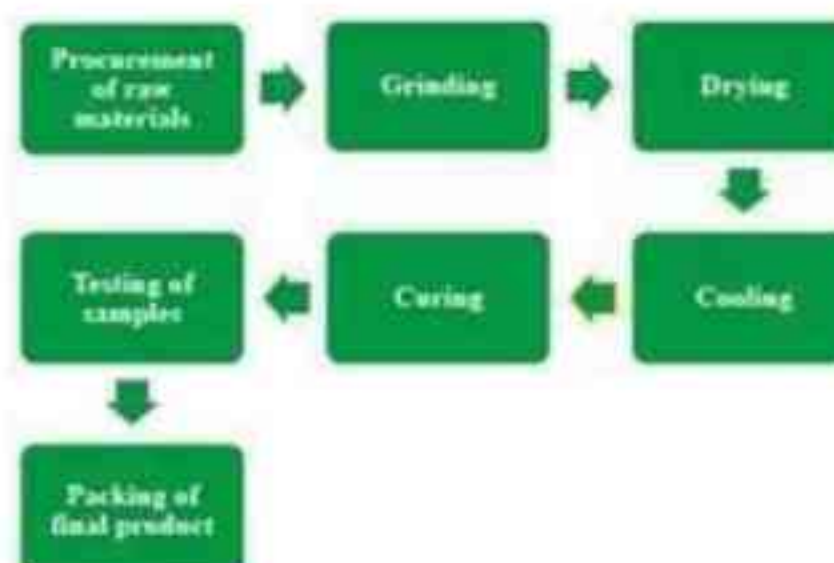 Procurement
of raw
materials
Grinding
Drying
Cooling
Curing
Testing of
samples
Packing of
final product